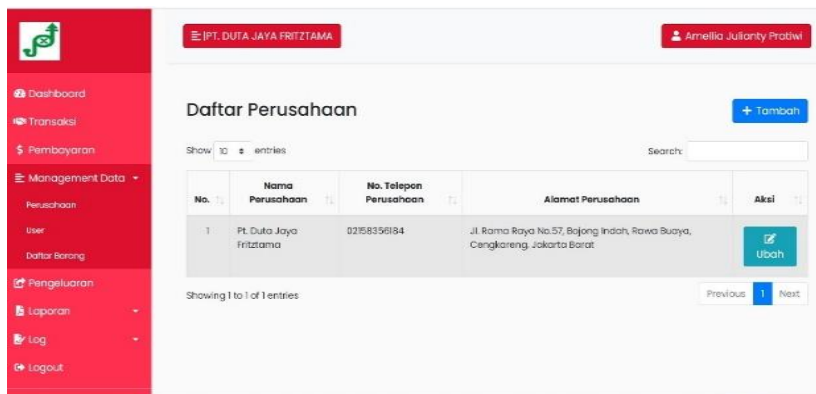 PT. DUTA JAYA FRITZTAMA
Amellia Julianty Pratiwi
Dashboard
Transaksi
Pembayaran
Management Data
Perusahaan
User
Daftar Barang
Pengeluaran
Laporan
Log
Logout
Daftar Perusahaan
+ Tambah
Show 10 entries
Search:
No. Nama Perusahaan No. Telepon Perusahaan Alamat Perusahaan Aksi
1 Pt. Duta Jaya Fritztama 02158356184 Jl. Rama Raya No.57, Bojong Indah, Rawa Buaya, Cengkareng, Jakarta Barat Ubah
Showing 1 to 1 of 1 entries
Previous 1 Next